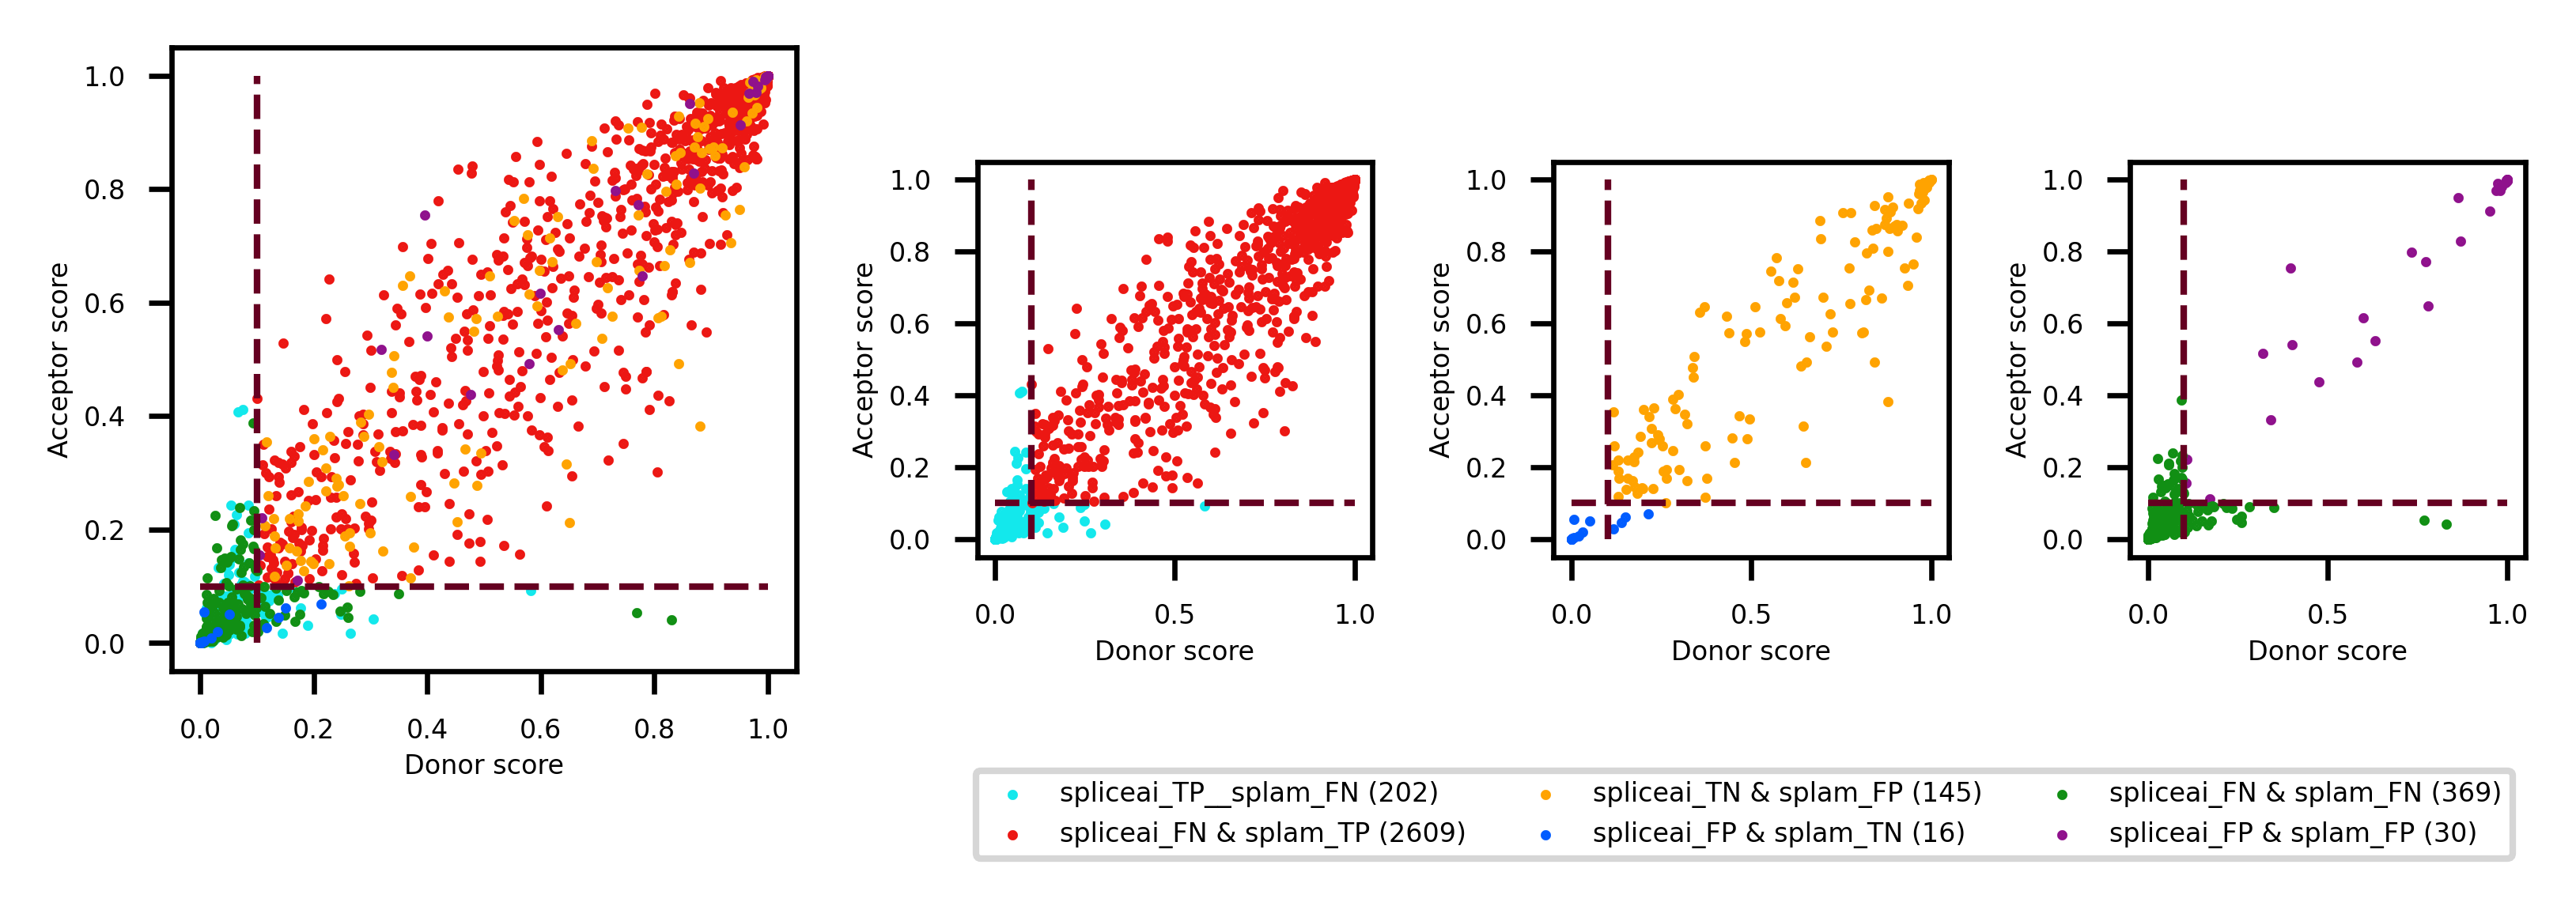 1.0
0.8
0.6
0.4
0.2
0.0
Acceptor score
0.0 0.2 0.4 0.6 0.8 1.0
Donor score
1.0
0.8
0.6
0.4
0.2
0.0
Acceptor score
0.0 0.5 1.0
Donor score
1.0
0.8
0.6
0.4
0.2
0.0
Acceptor score
0.0 0.5 1.0
Donor score
1.0
0.8
0.6
0.4
0.2
0.0
Acceptor score
0.0 0.5 1.0
Donor score
spliceai_TP__splam_FN (202)
spliceai_FN & splam_TP (2609)
spliceai_TN & splam_FP (145)
spliceai_FP & splam_TN (16)
spliceai_FN & splam_FN (369)
spliceai_FP & splam_FP (30)